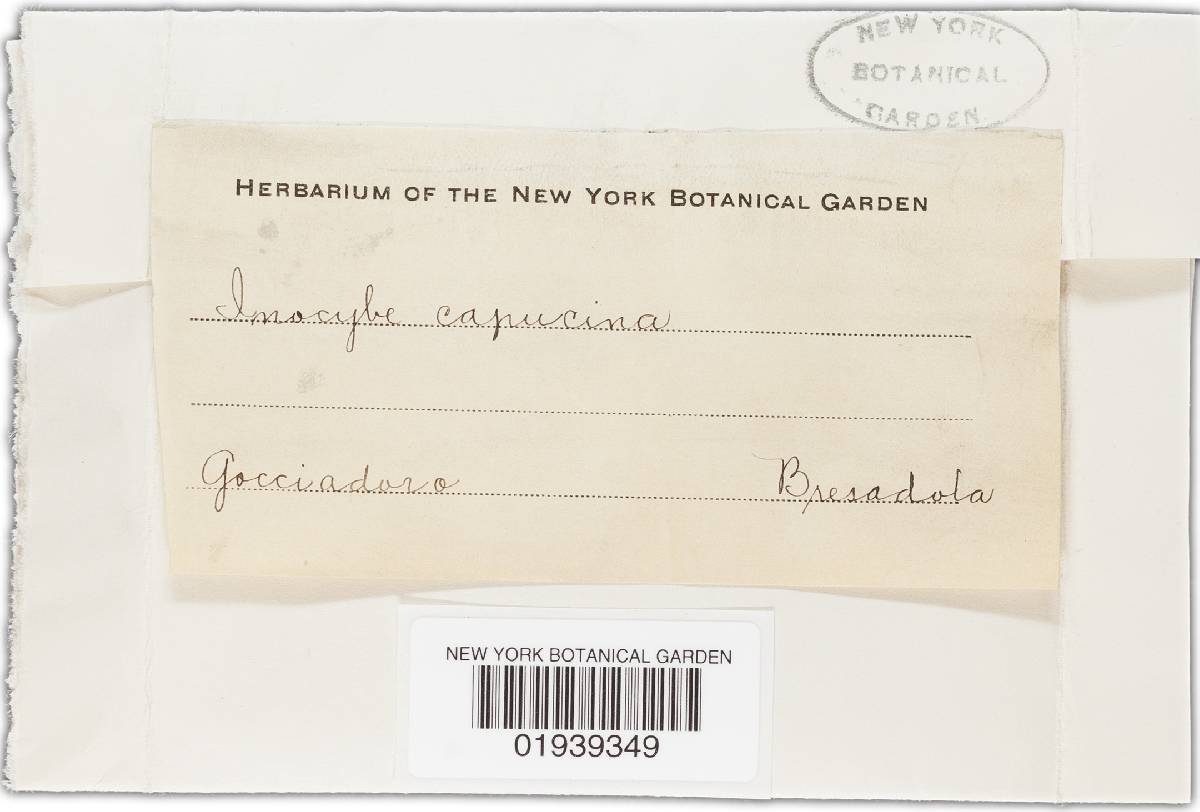 NEW YORK
BOTANICAL
GARDEN
HERBARIUM OF THE NEW YORK BOTANICAL GARDEN
Inocybe capucina
Gocciadoro Bresadola
NEW YORK BOTANICAL GARDEN
01939349